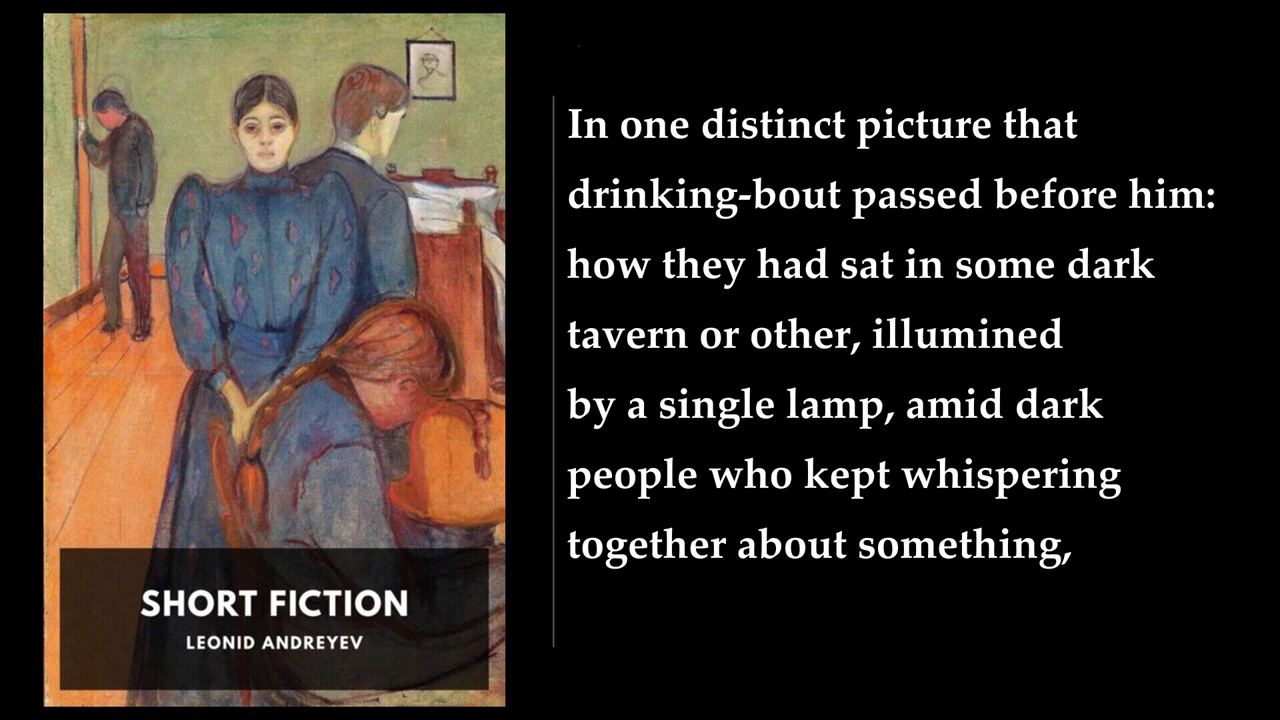 SHORT FICTION
LEONID ANDREYEV
In one distinct picture that
drinking-bout passed before him:
how they had sat in some dark
tavern or other, illumined
by a single lamp, amid dark
people who kept whispering
together about something,